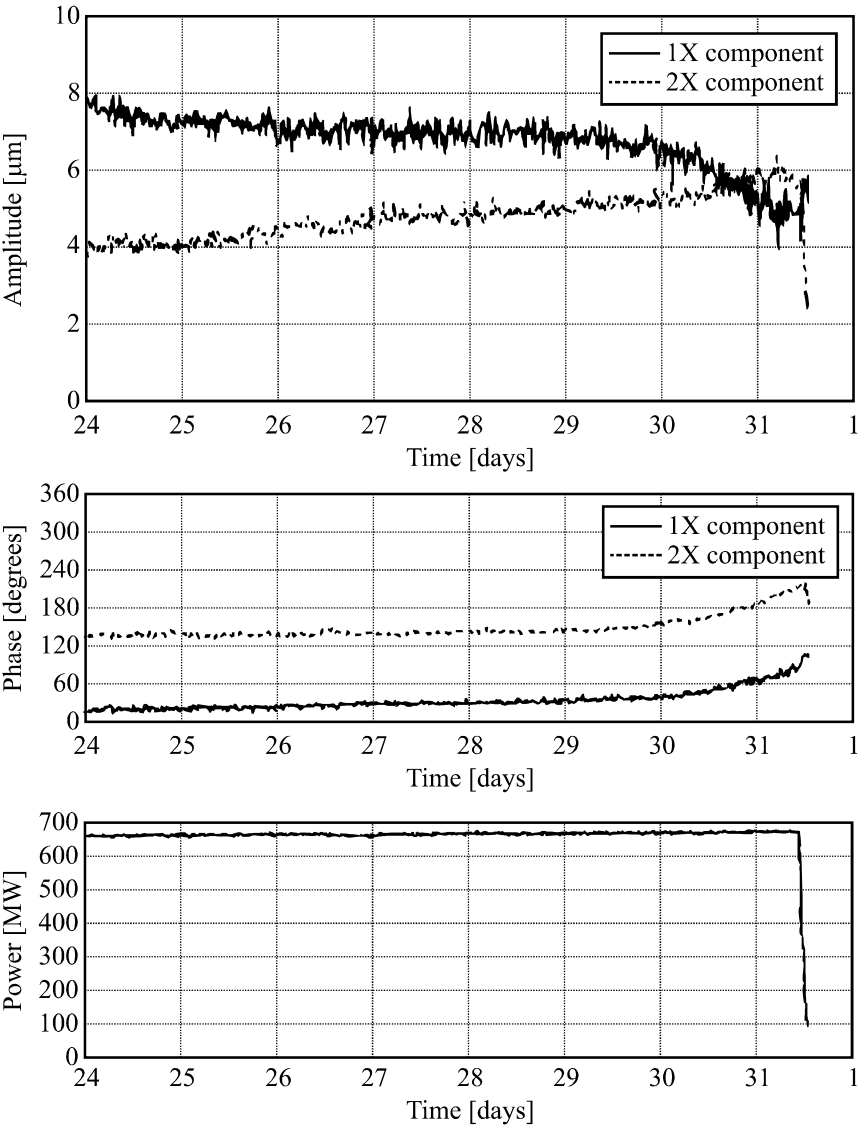 10
8
6
4
2
0
Amplitude [μm]
1X component
2X component
24 25 26 27 28 29 30 31 1
Time [days]
360
300
240
180
120
60
0
Phase [degrees]
1X component
2X component
24 25 26 27 28 29 30 31 1
Time [days]
700
600
500
400
300
200
100
0
Power [MW]
24 25 26 27 28 29 30 31 1
Time [days]